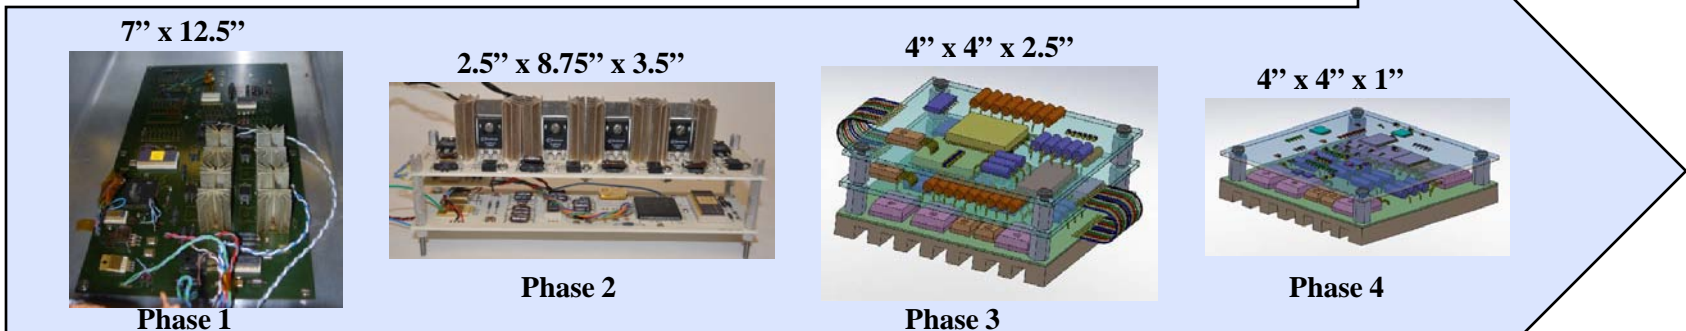 7” x 12.5”
Phase 1
2.5” x 8.75” x 3.5”
Phase 2
4” x 4” x 2.5”
Phase 3
4” x 4” x 1”
Phase 4